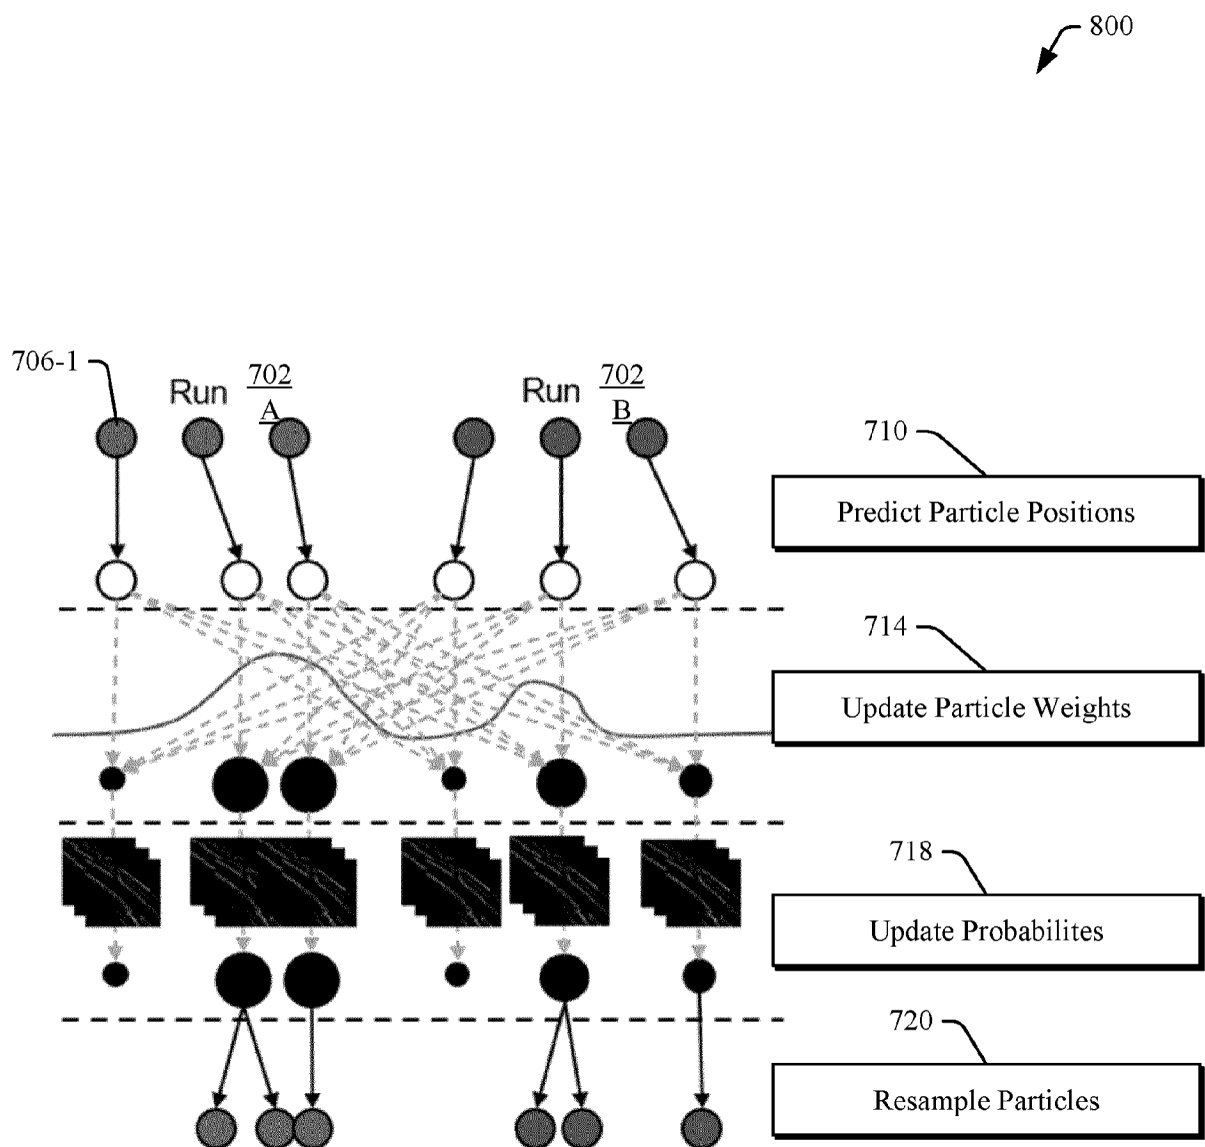 800
706-1
Run 702
A
Run 702
B
710
Predict Particle Positions
714
Update Particle Weights
718
Update Probabilites
720
Resample Particles